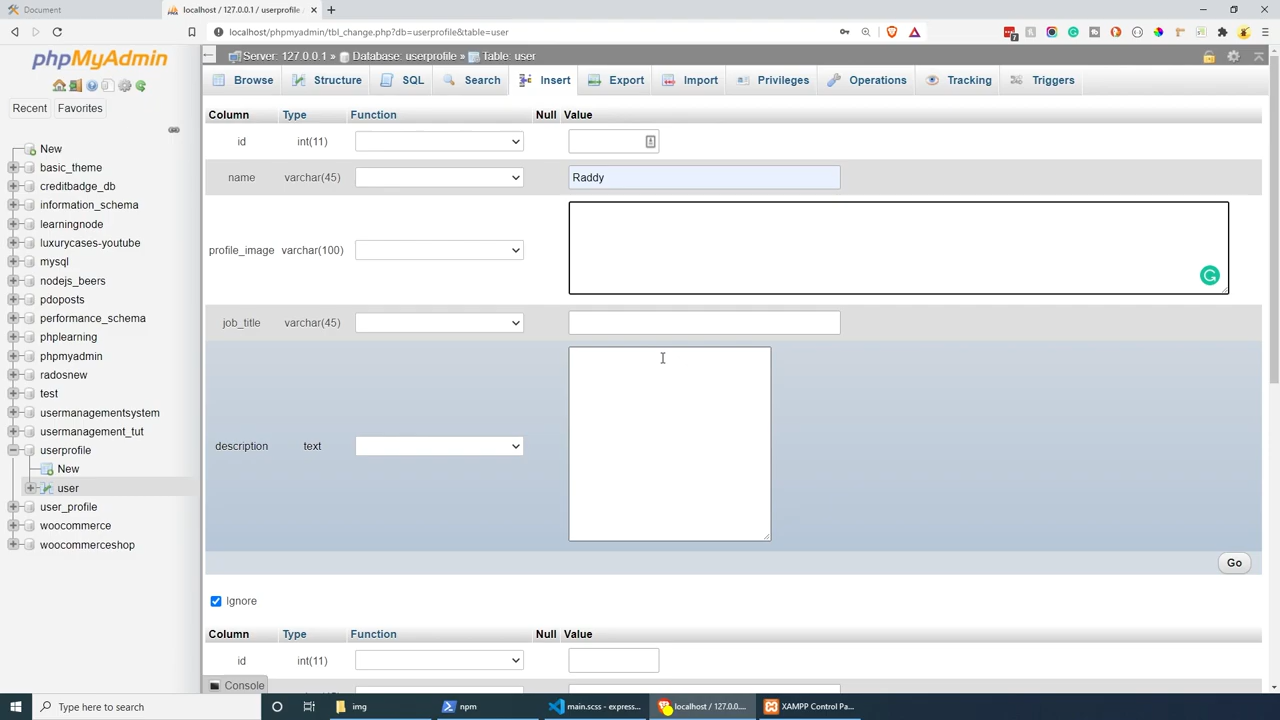 Document
localhost / 127.0.0.1 / userprofile
localhost/phpmyadmin/tbl_change.php?db=userprofile&table=user
7
phpMyAdmin
Recent
Favorites
New
basic_theme
creditbadge_db
information_schema
learningnode
luxurycases-youtube
mysql
nodejs_beers
pdoposts
performance_schema
phplearning
phpmyadmin
radosnew
test
usermanagementsystem
usermanagement_tut
userprofile
New
user
user_profile
woocommerce
woocommerceshop
Server: 127.0.0.1 » Database: userprofile » Table: user
Browse Structure SQL Search Insert Export Import Privileges Operations Tracking Triggers
Column Type Function Null Value
id int(11)
name varchar(45) Raddy
profile_image varchar(100)
job_title varchar(45)
description text
Go
Ignore
Column Type Function Null Value
id int(11)
Console
Type here to search
img
npm
main.scss - express...
localhost / 127.0.0....
XAMPP Control Pa...